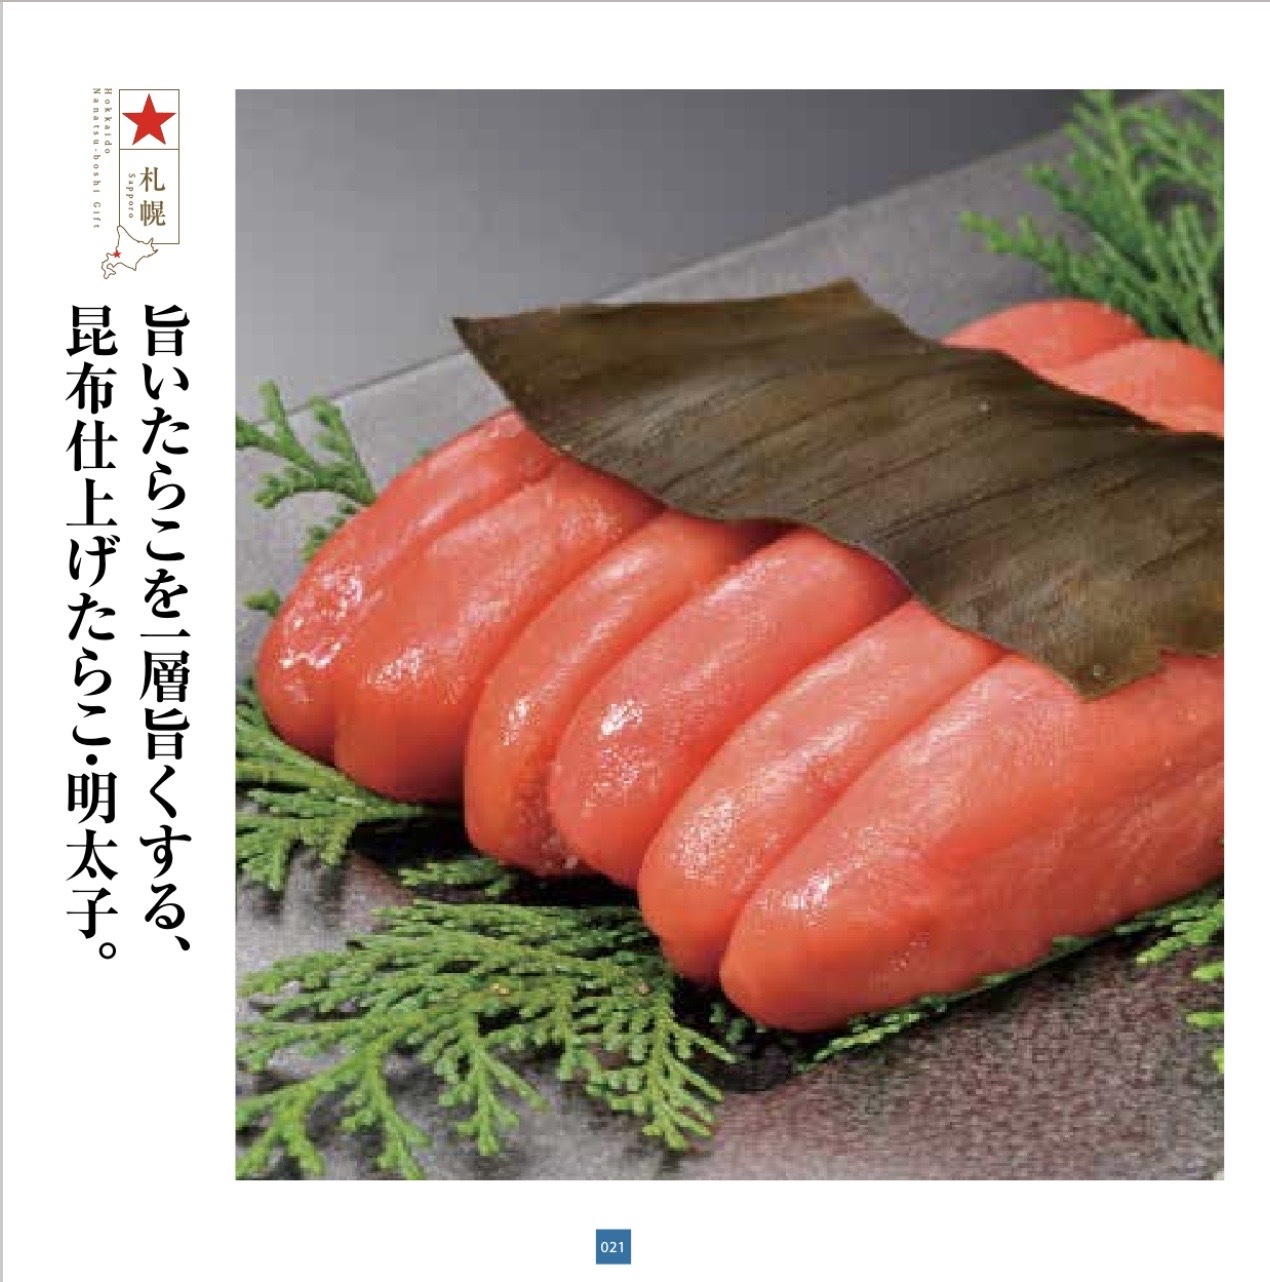 札幌
Sapporo
Hokkaido
Nanatsu-boshi Gift
旨いたらこを一層旨くする、
昆布仕上げたらこ・明太子。
021